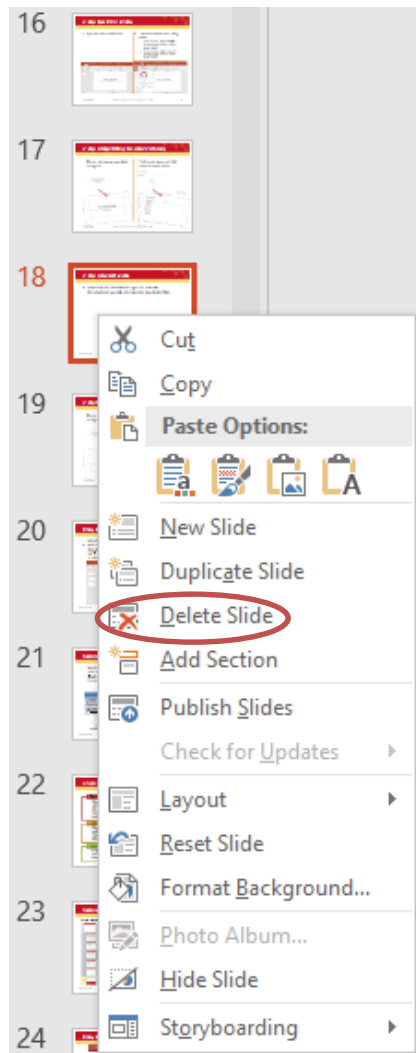 16
17
18
19
20
21
22
23
24
Cut
Copy
Paste Options:
New Slide
Duplicate Slide
Delete Slide
Add Section
Publish Slides
Check for Updates
Layout
Reset Slide
Format Background...
Photo Album...
Hide Slide
Storyboarding